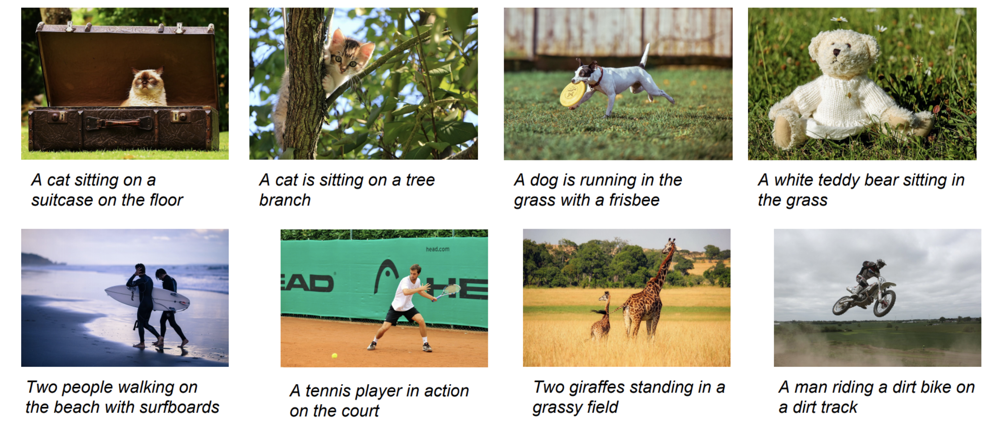 A cat sitting on a
suitcase on the floor
A cat is sitting on a tree
branch
A dog is running in the
grass with a frisbee
A white teddy bear sitting in
the grass
head.com
EAD
HE
Two people walking on
the beach with surfboards
A tennis player in action
on the court
Two giraffes standing in a
grassy field
A man riding a dirt bike on
a dirt track